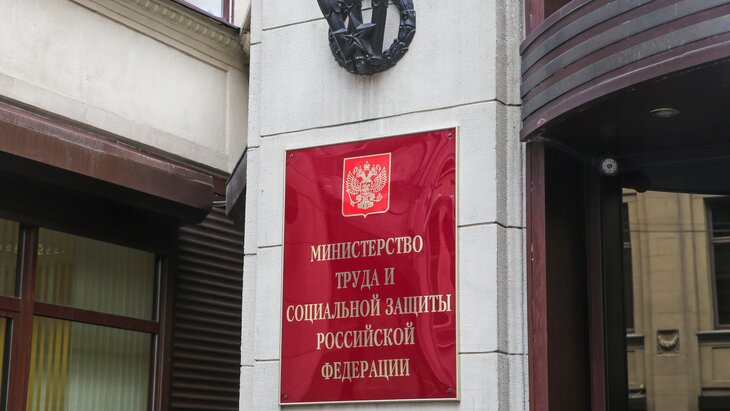 МИНИСТЕРСТВО
ТРУДА И
СОЦИАЛЬНОЙ ЗАЩИТЫ
РОССИЙСКОЙ
ФЕДЕРАЦИИ